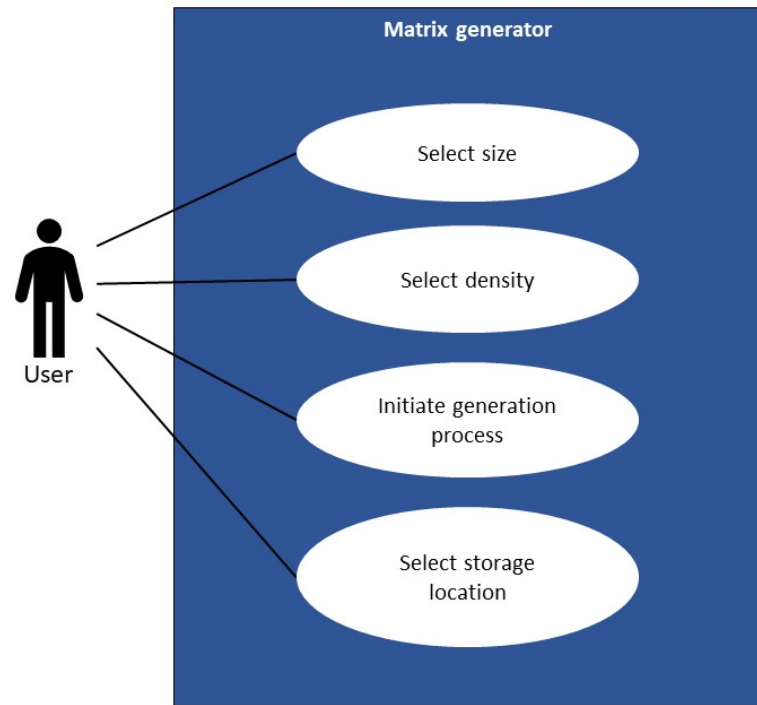 Matrix generator
Select size
Select density
User
Initiate generation
process
Select storage
location